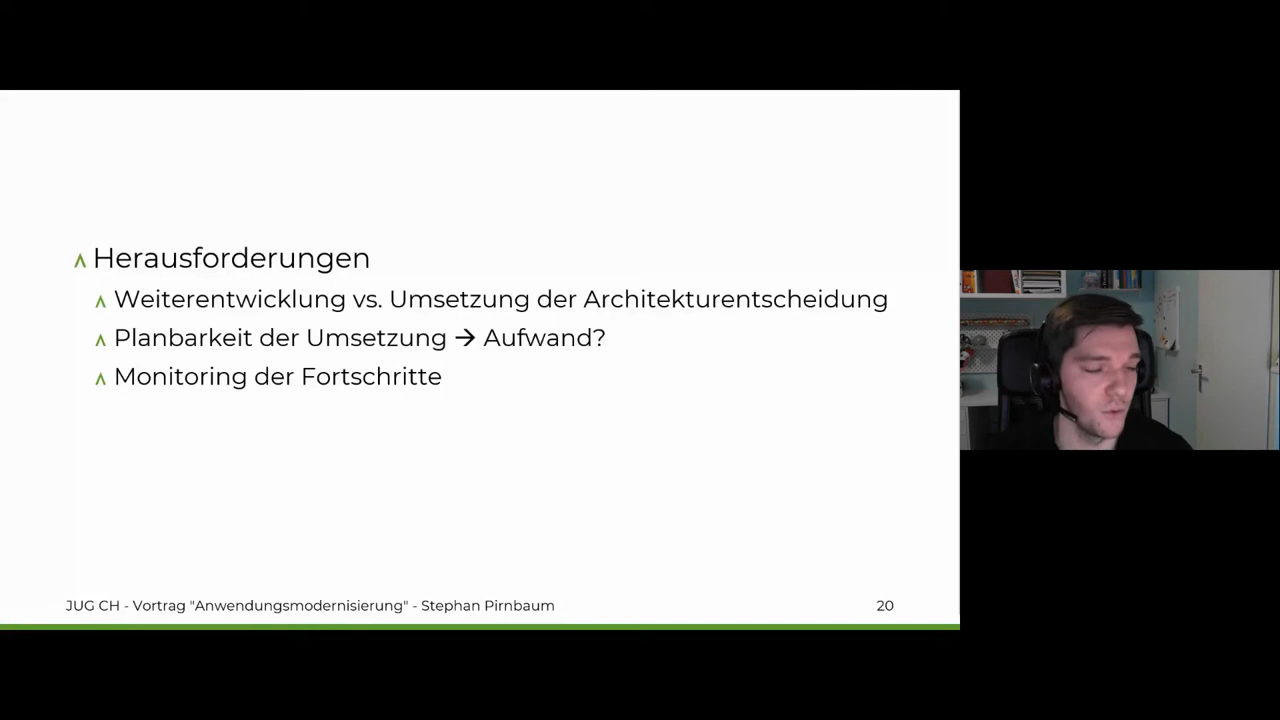 Herausforderungen
Weiterentwicklung vs. Umsetzung der Architekturentscheidung
Planbarkeit der Umsetzung → Aufwand?
Monitoring der Fortschritte
JUG CH - Vortrag "Anwendungsmodernisierung" - Stephan Pirnbaum
20